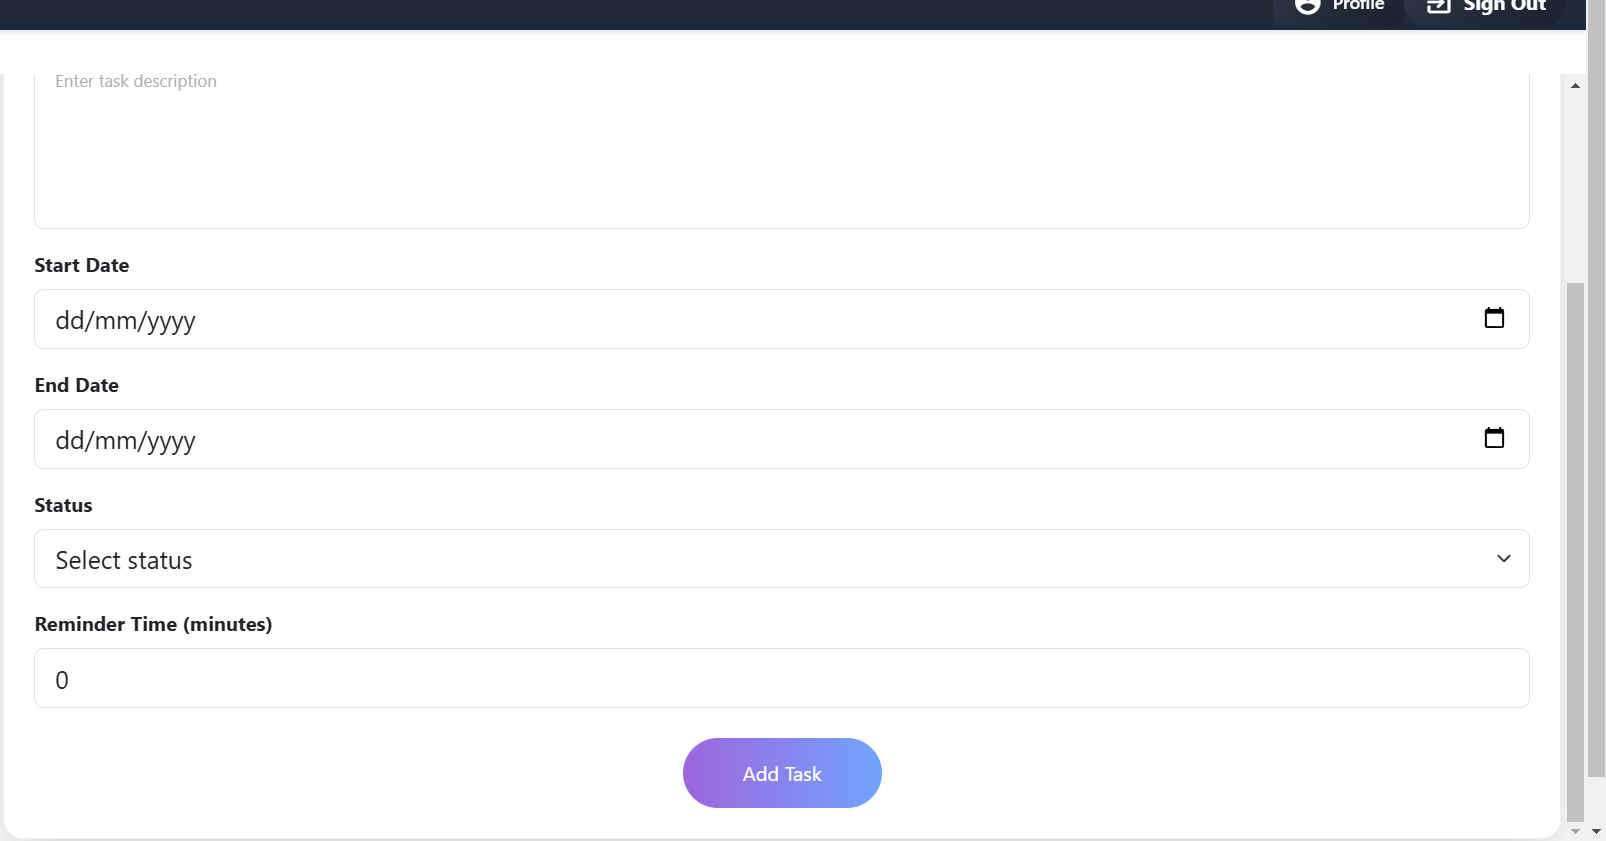 Profile
Sign Out
Enter task description
Start Date
dd/mm/yyyy
End Date
dd/mm/yyyy
Status
Select status
Reminder Time (minutes)
0
Add Task